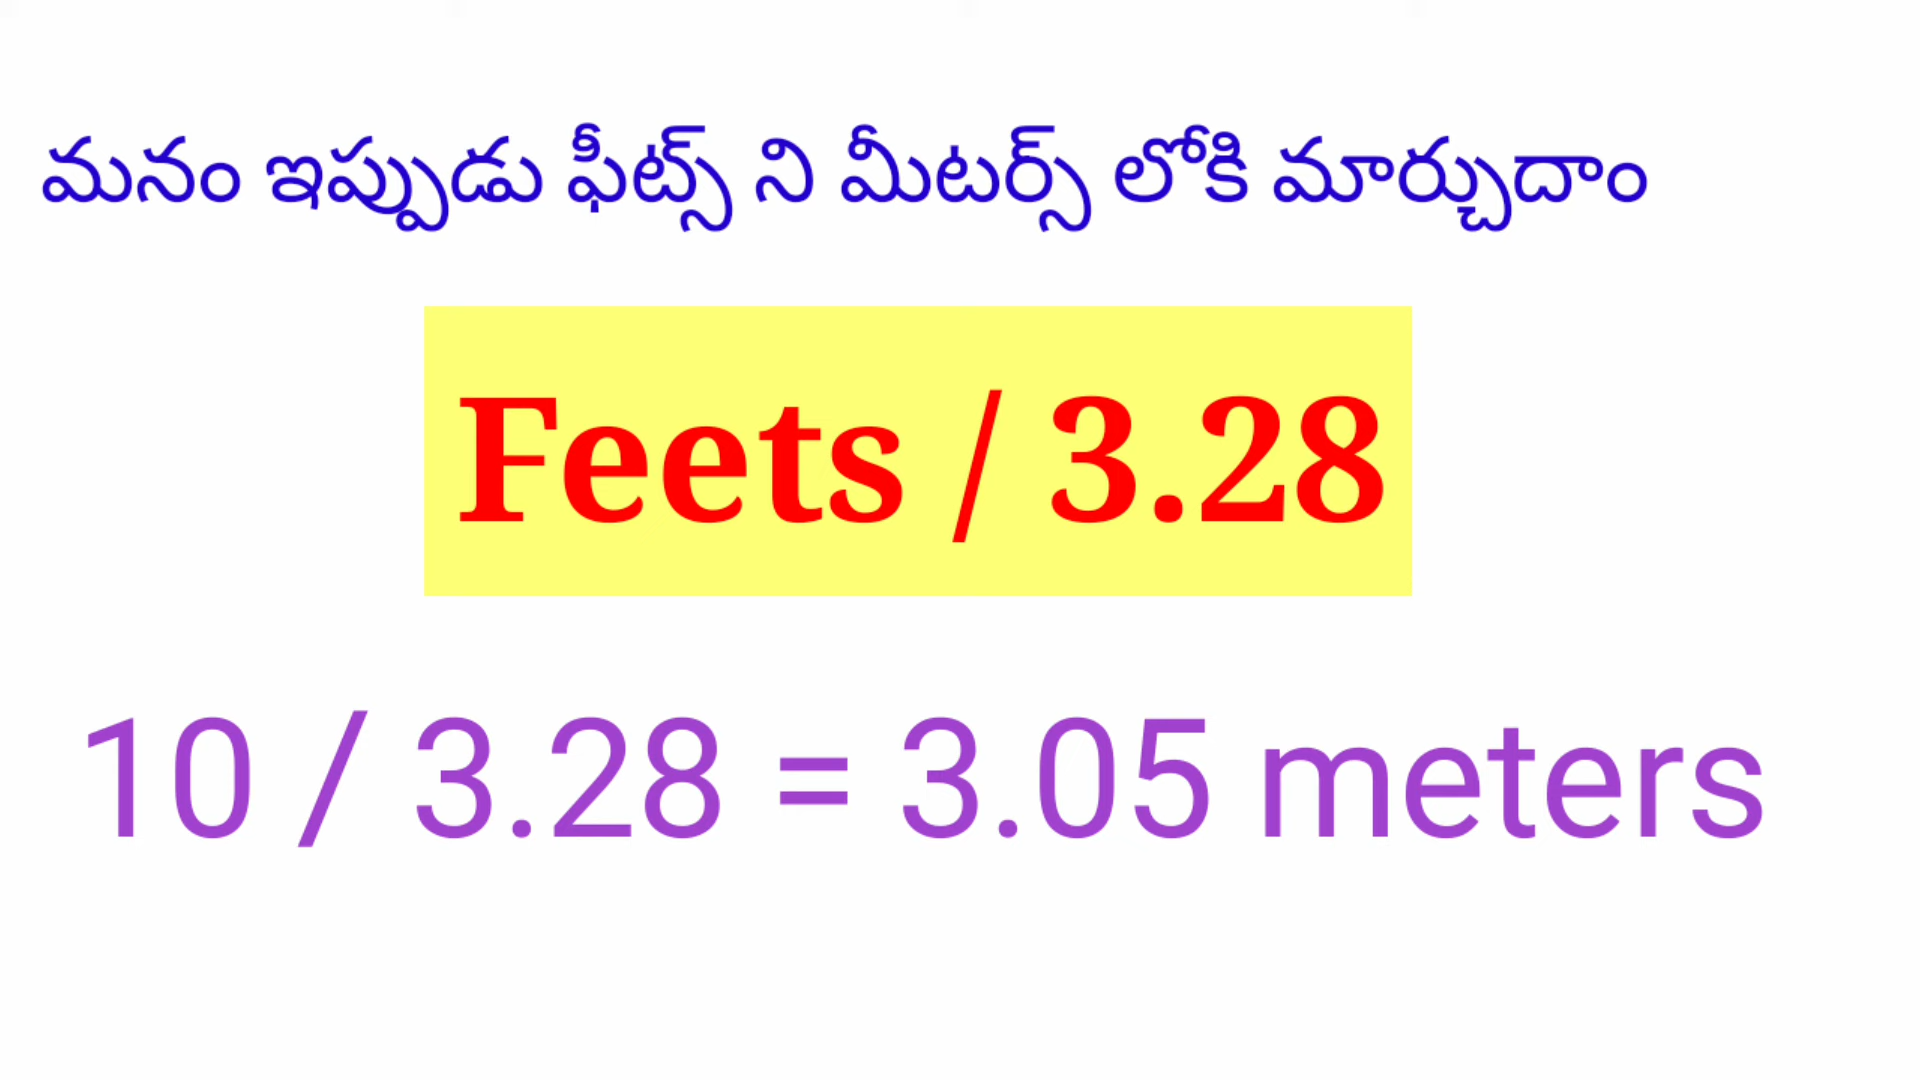 మనం ఇప్పుడు ఫీట్స్ ని మీటర్స్ లోకి మార్చుదాం
Feets / 3.28
10 / 3.28 = 3.05 meters